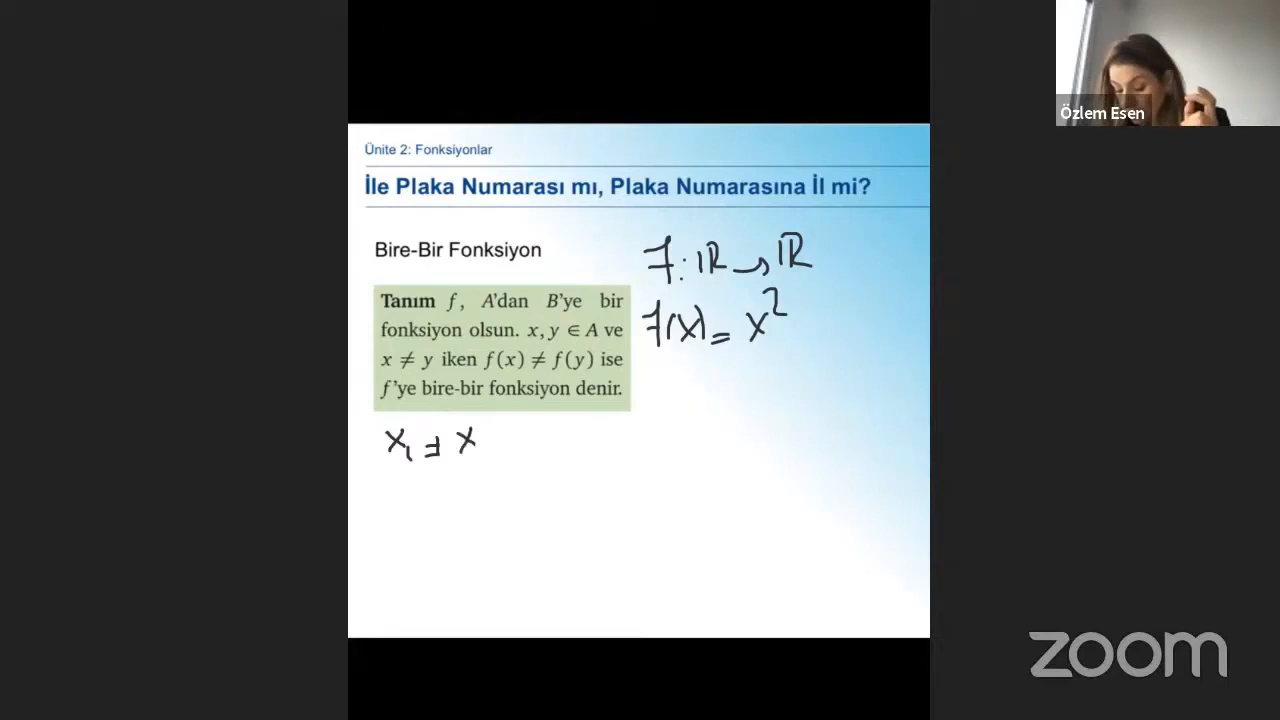 Özlem Esen
Ünite 2: Fonksiyonlar
İle Plaka Numarası mı, Plaka Numarasına İl mi?
Bire-Bir Fonksiyon
Tanım f, A’dan B’ye bir
fonksiyon olsun. x, y ∈ A ve
x ≠ y iken f(x) ≠ f(y) ise
f’ye bire-bir fonksiyon denir.
f: ℝ → ℝ
f(x) = x²
x₁ ≠ x
zoom